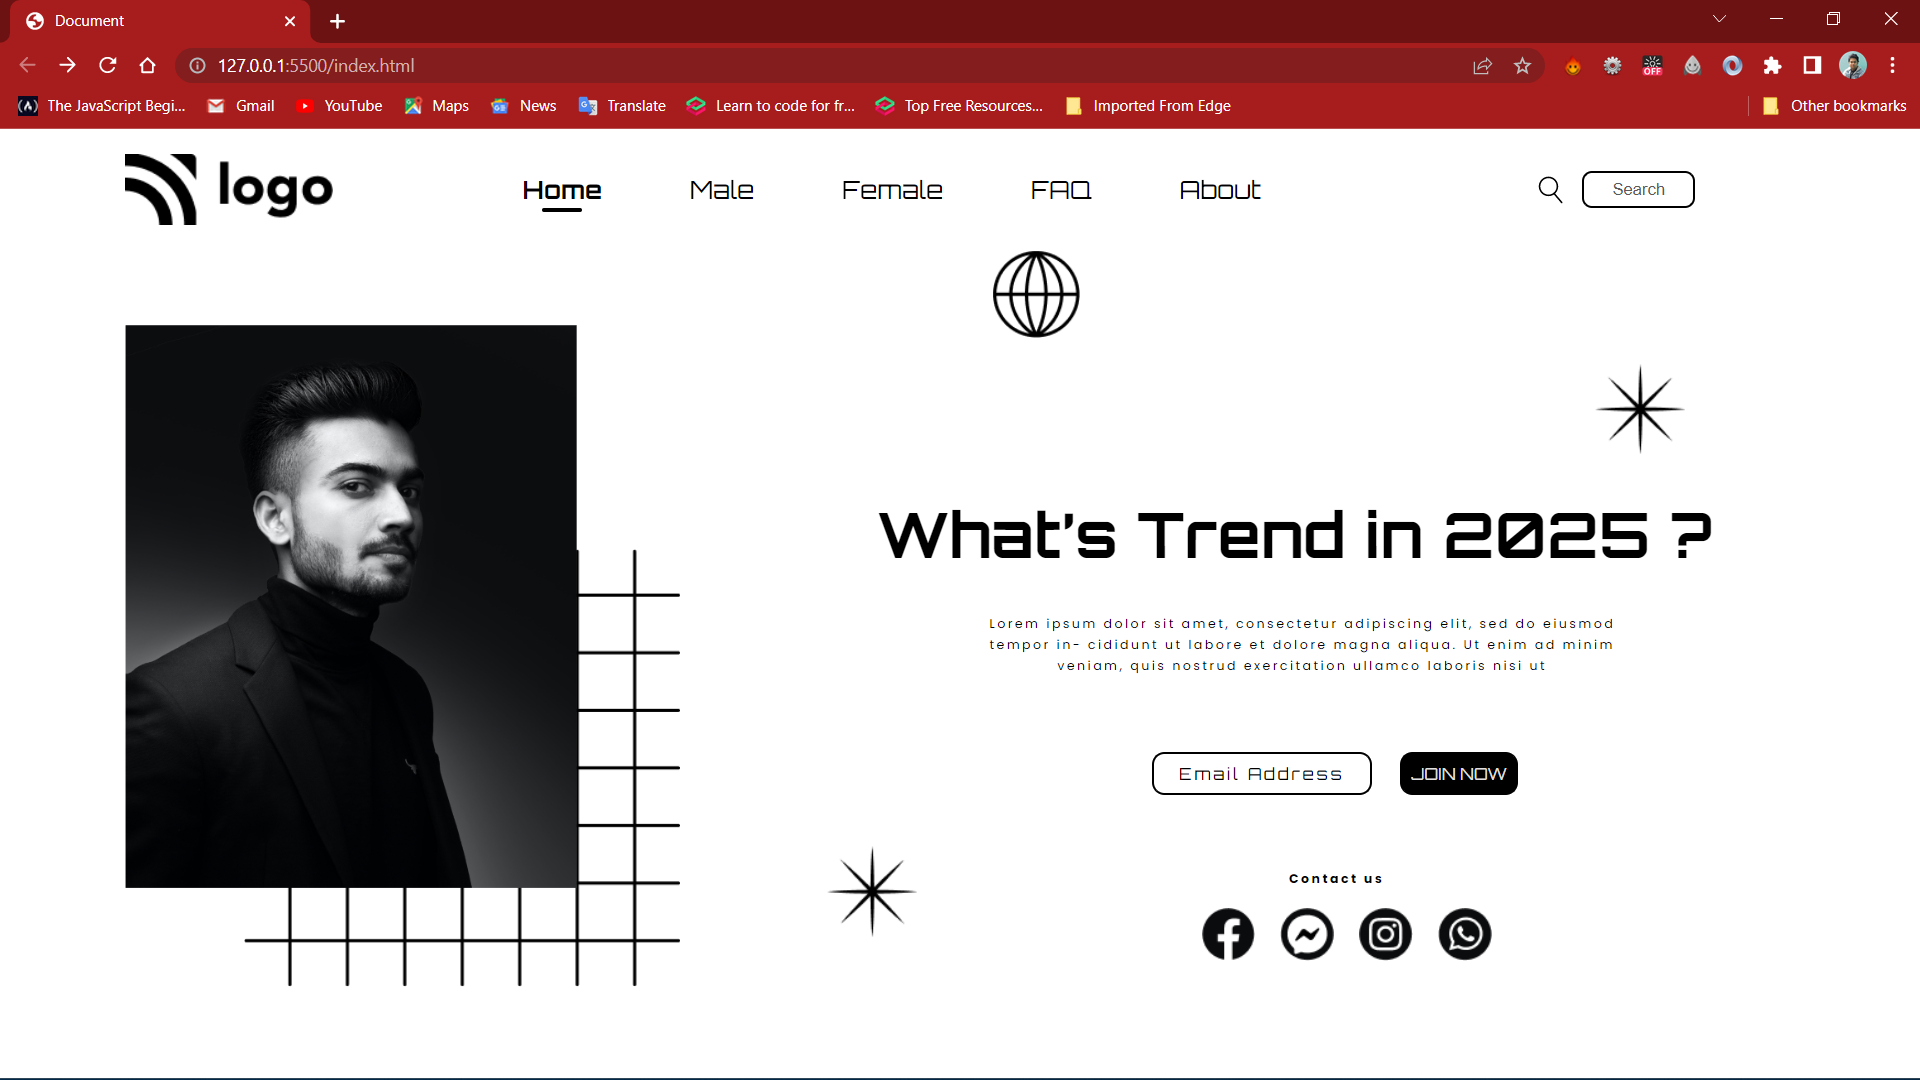 Document
127.0.0.1:5500/index.html
OFF
The JavaScript Begi...
Gmail
YouTube
Maps
GB
News
Translate
Learn to code for fr...
Top Free Resources...
Imported From Edge
Other bookmarks
logo
Home
Male
Female
FAQ
About
Search
What's Trend in 2025 ?
Lorem ipsum dolor sit amet, consectetur adipiscing elit, sed do eiusmod
tempor in- cididunt ut labore et dolore magna aliqua. Ut enim ad minim
veniam, quis nostrud exercitation ullamco laboris nisi ut
Email Address
JOIN NOW
Contact us